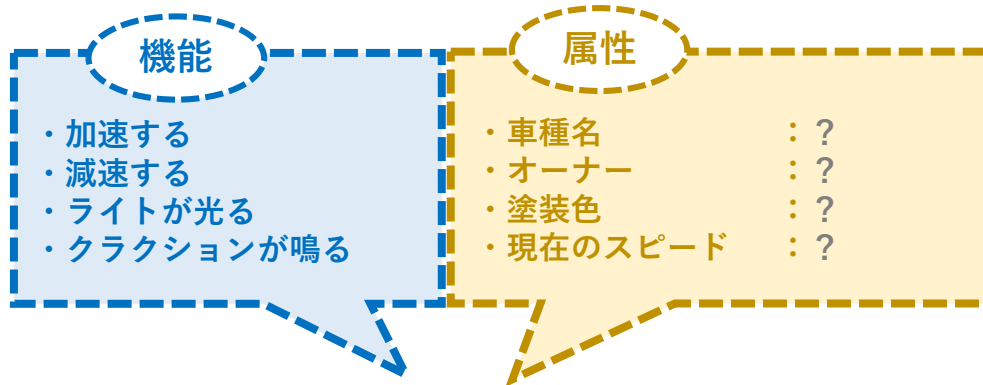 機能
・加速する
・減速する
・ライトが光る
・クラクションが鳴る
属性
・車種名 ：？
・オーナー ：？
・塗装色 ：？
・現在のスピード ：？